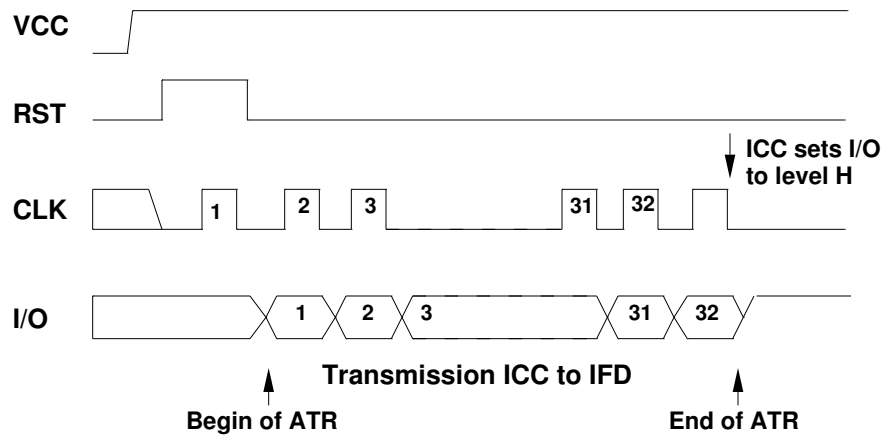 VCC
RST
ICC sets I/O
to level H
CLK
1
2
3
31
32
I/O
1
2
3
31
32
Transmission ICC to IFD
Begin of ATR
End of ATR